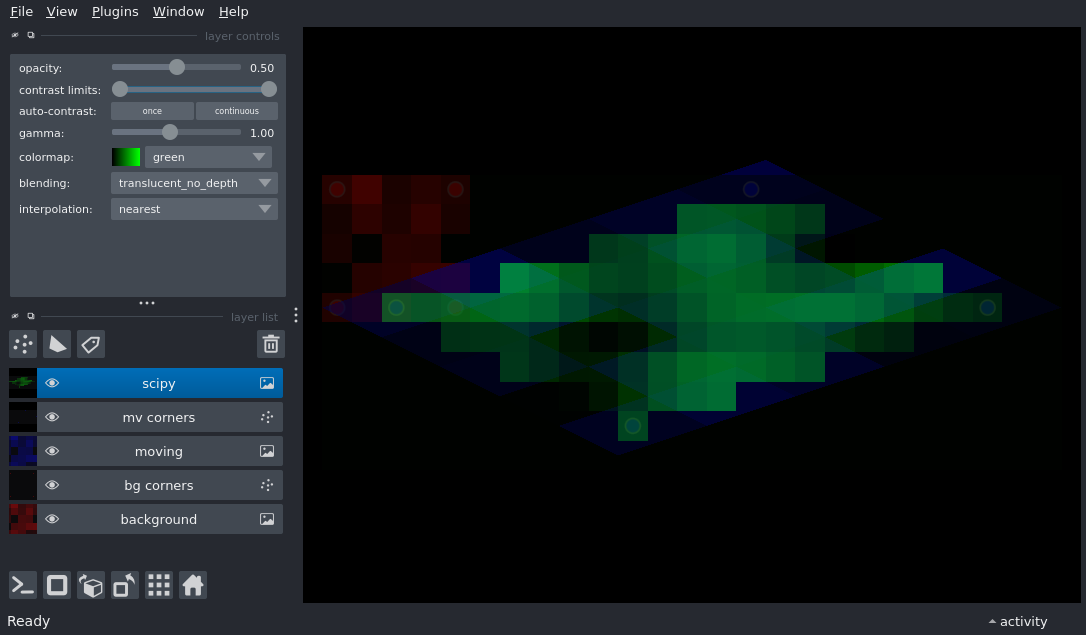 File View Plugins Window Help
layer controls
opacity: 0.50
contrast limits:
auto-contrast: once continuous
gamma: 1.00
colormap: green
blending: translucent_no_depth
interpolation: nearest
layer list
scipy
mv corners
moving
bg corners
background
Ready
activity